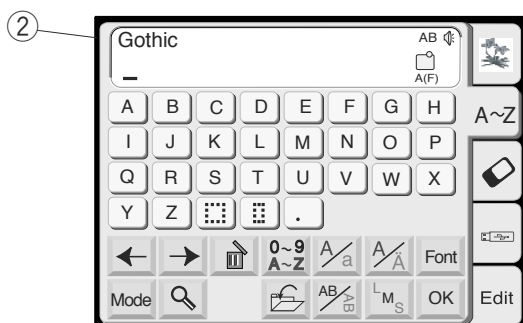 2
Gothic
AB
A(F)
_
A B C D E F G H
A~Z
I J K L M N O P
Q R S T U V W X
Y Z .
0~9
A~Z
A/a
A/Ä
Font
Mode
AB/AB
L M S
OK
Edit